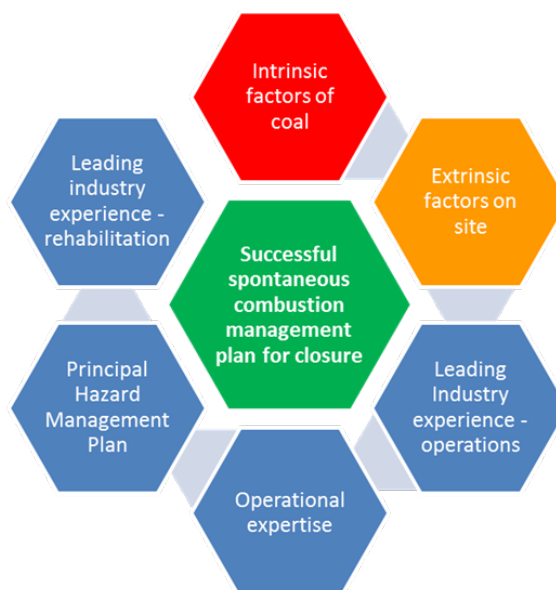 Intrinsic
factors of
coal
Extrinsic
factors on
site
Leading
Industry
experience -
operations
Operational
expertise
Principal
Hazard
Management
Plan
Leading
industry
experience -
rehabilitation
Successful
spontaneous
combustion
management
plan for closure